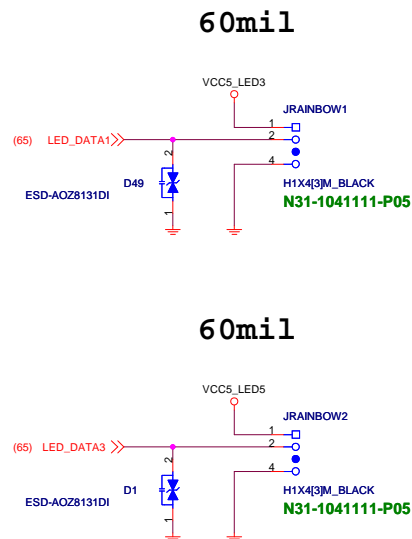 60mil
VCC5_LED3
JRAINBOW1
1
(65) LED_DATA1
2
2
4
D49
H1X4[3]M_BLACK
ESD-AOZ8131DI
N31-1041111-P05
1
60mil
VCC5_LED5
JRAINBOW2
1
(65) LED_DATA3
2
2
4
D1
H1X4[3]M_BLACK
ESD-AOZ8131DI
N31-1041111-P05
1